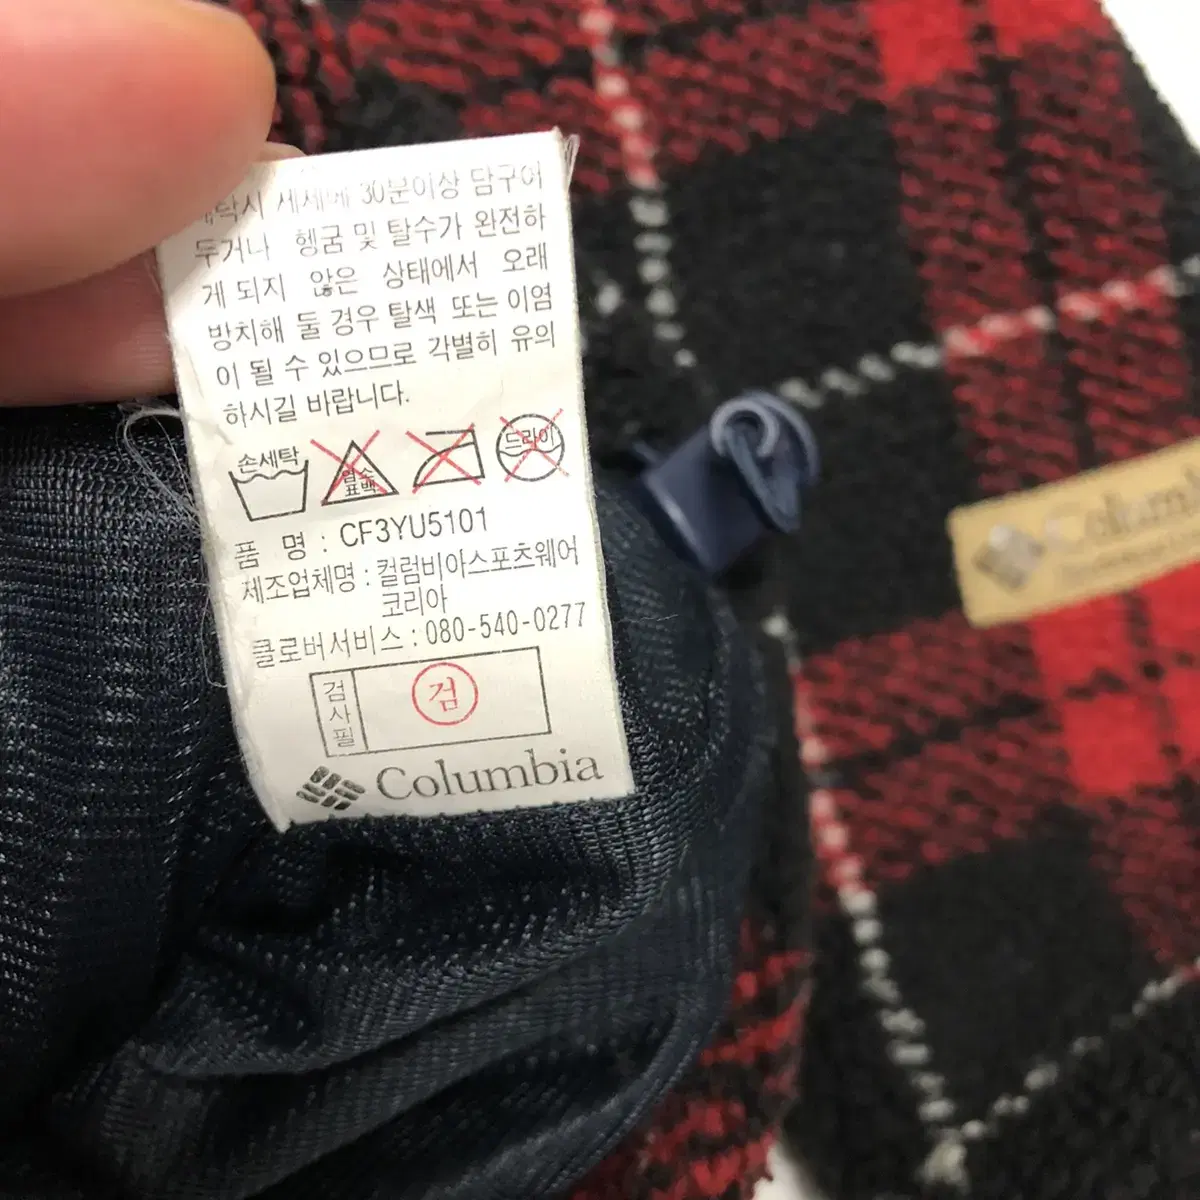 세탁시 세제에 30분이상 담구어
두거나 헹굼 및 탈수가 완전하
게 되지 않은 상태에서 오래
방치해 둘 경우 탈색 또는 이염
이 될 수 있으므로 각별히 유의
하시길 바랍니다.
손세탁
염소
표백
드라이
품 명 : CF3YU5101
제조업체명 : 컬럼비아스포츠웨어
코리아
클로버서비스 : 080-540-0277
검사필
검
Columbia
Columbia